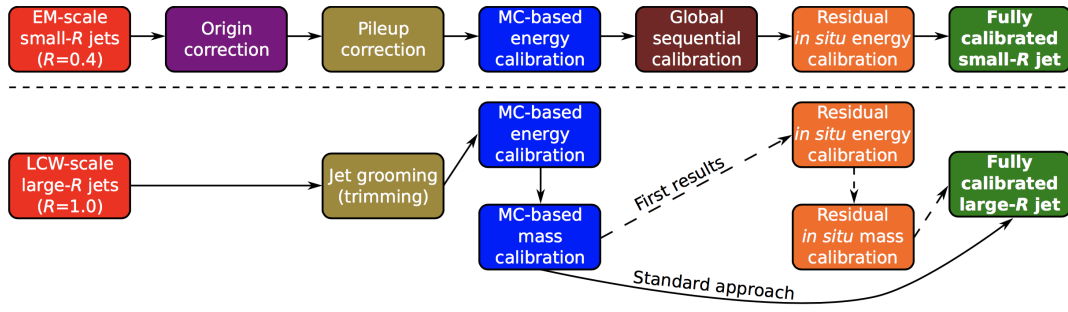 EM-scale
small-R jets
(R=0.4)
Origin
correction
Pileup
correction
MC-based
energy
calibration
Global
sequential
calibration
Residual
in situ energy
calibration
Fully
calibrated
small-R jet
LCW-scale
large-R jets
(R=1.0)
Jet grooming
(trimming)
MC-based
energy
calibration
MC-based
mass
calibration
First results
Residual
in situ energy
calibration
Residual
in situ mass
calibration
Fully
calibrated
large-R jet
Standard approach